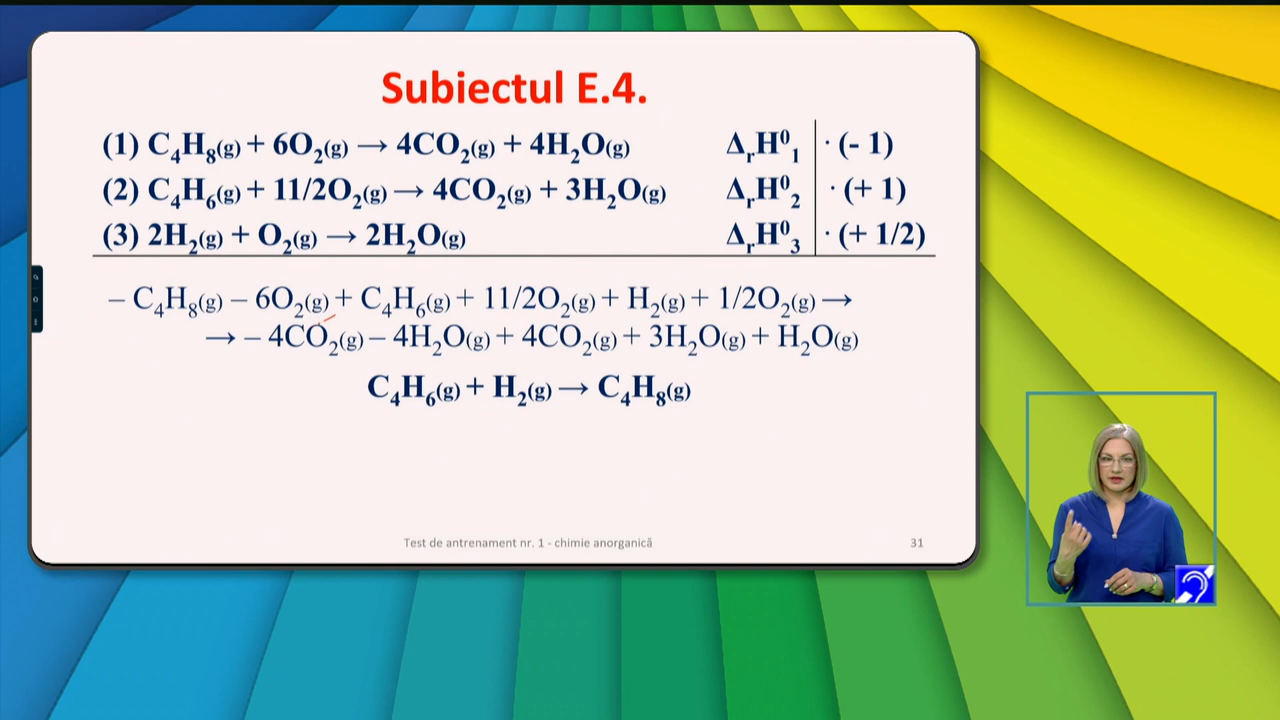 Subiectul E.4.
(1) C₄H₈(g) + 6O₂(g) → 4CO₂(g) + 4H₂O(g) ΔᵣH⁰₁ · (- 1)
(2) C₄H₆(g) + 11/2O₂(g) → 4CO₂(g) + 3H₂O(g) ΔᵣH⁰₂ · (+ 1)
(3) 2H₂(g) + O₂(g) → 2H₂O(g) ΔᵣH⁰₃ · (+ 1/2)
– C₄H₈(g) – 6O₂(g) + C₄H₆(g) + 11/2O₂(g) + H₂(g) + 1/2O₂(g) →
→ – 4CO₂(g) – 4H₂O(g) + 4CO₂(g) + 3H₂O(g) + H₂O(g)
C₄H₆(g) + H₂(g) → C₄H₈(g)
Test de antrenament nr. 1 - chimie anorganică 31